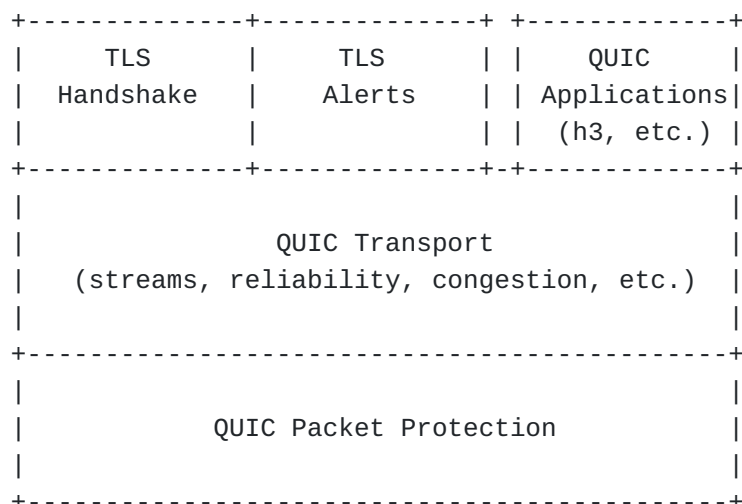 TLS TLS QUIC
Handshake Alerts Applications
(h3, etc.)
QUIC Transport
(streams, reliability, congestion, etc.)
QUIC Packet Protection